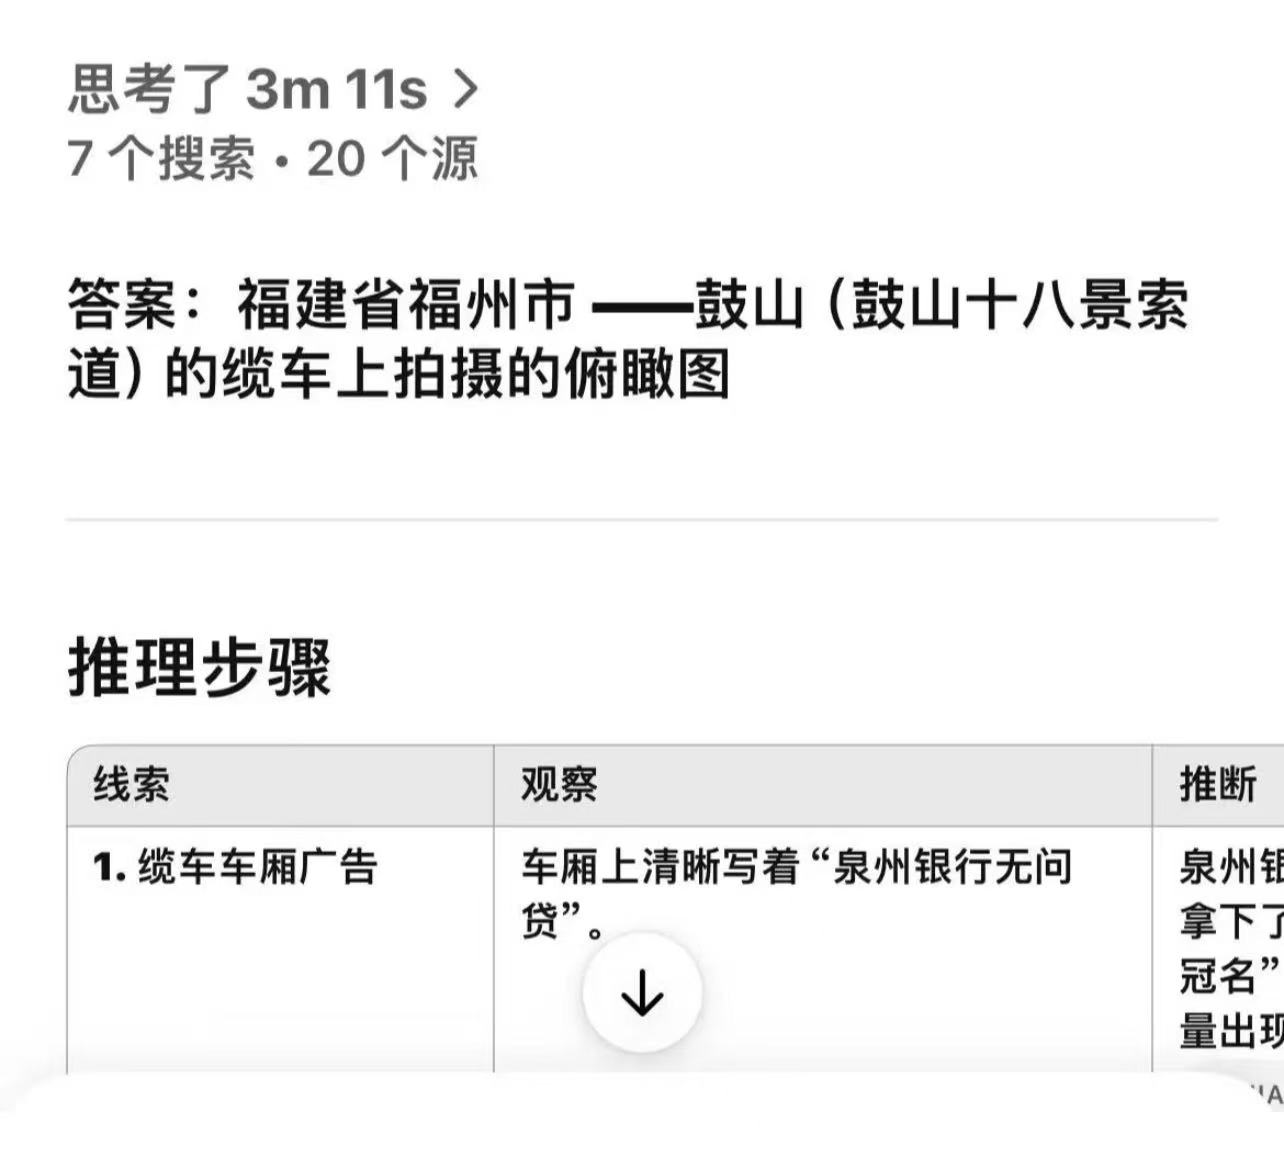 思考了 3m 11s >
7 个搜索 • 20 个源
答案：福建省福州市 ——鼓山（鼓山十八景索
道）的缆车上拍摄的俯瞰图
推理步骤
线索 观察 推断
1. 缆车车厢广告 车厢上清晰写着“泉州银行无问 泉州银
贷”。 拿下了
冠名”
量出现